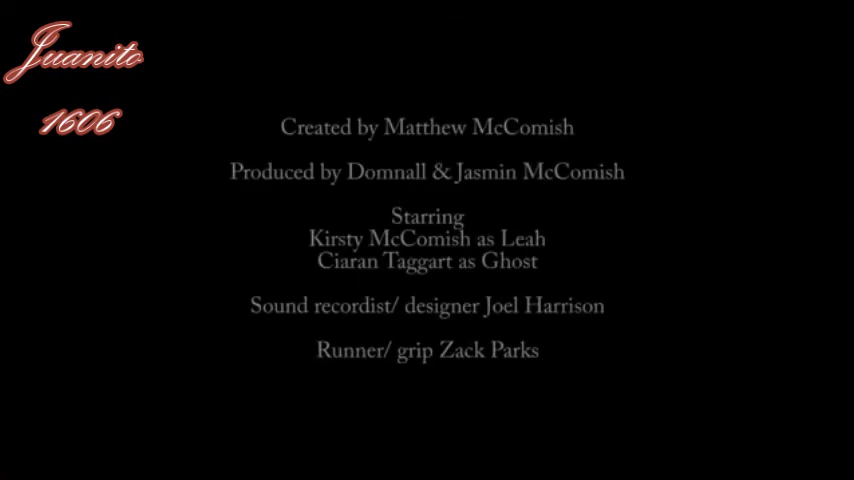 Juanito
1606
Created by Matthew McComish
Produced by Domnall & Jasmin McComish
Starring
Kirsty McComish as Leah
Ciaran Taggart as Ghost
Sound recordist/ designer Joel Harrison
Runner/ grip Zack Parks